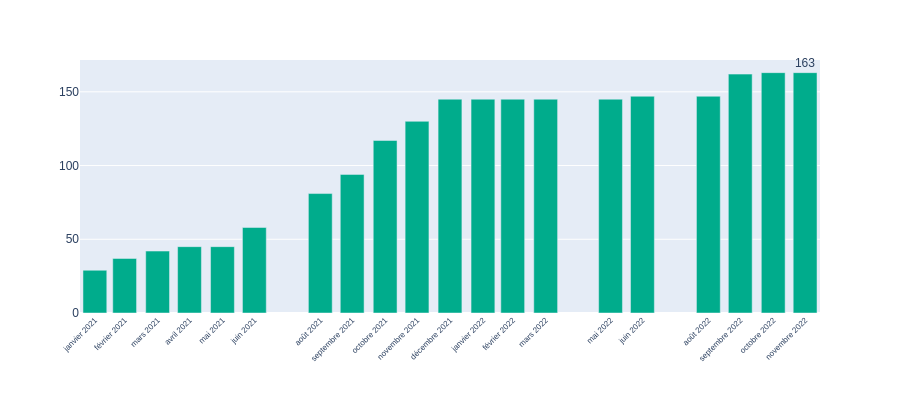 163
150
100
50
0
janvier 2021
février 2021
mars 2021
avril 2021
mai 2021
juin 2021
août 2021
septembre 2021
octobre 2021
novembre 2021
décembre 2021
janvier 2022
février 2022
mars 2022
mai 2022
juin 2022
août 2022
septembre 2022
octobre 2022
novembre 2022